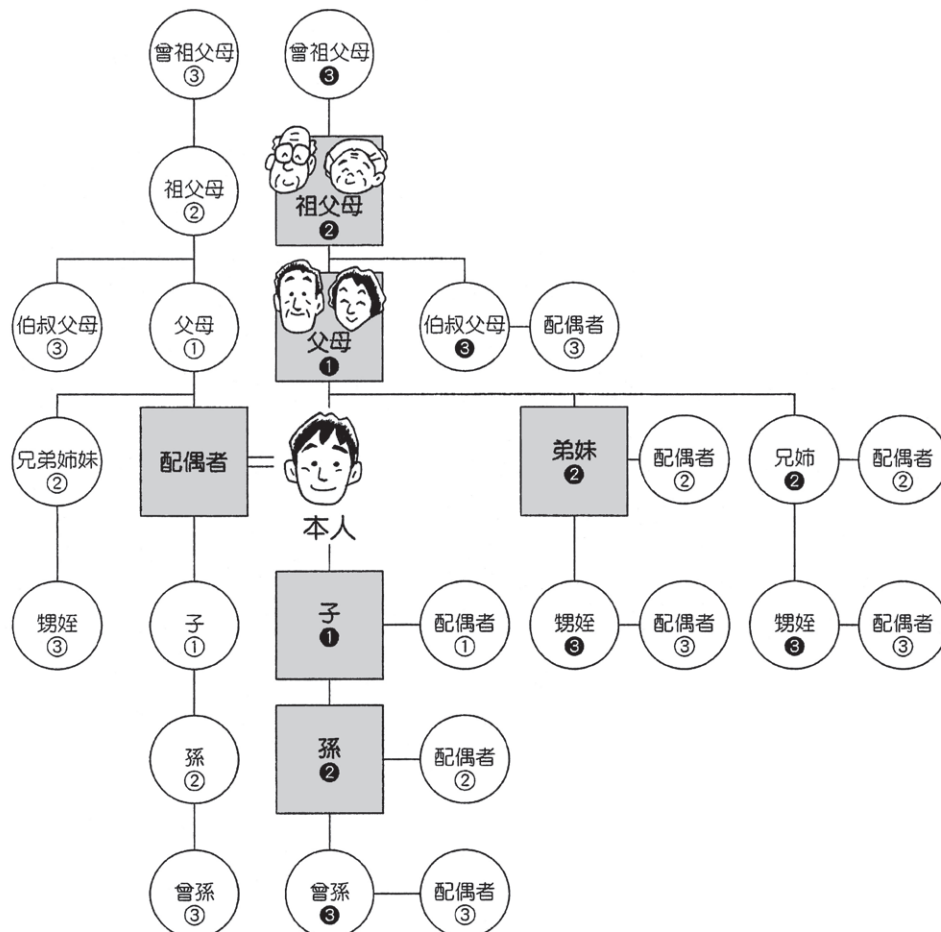 曾祖父母
③
曾祖父母
❸
祖父母
②
祖父母
❷
伯叔父母
③
父母
①
父母
❶
伯叔父母
❸
配偶者
③
兄弟姉妹
②
配偶者
本人
弟妹
❷
配偶者
②
兄姉
❷
配偶者
②
甥姪
③
子
①
子
❶
配偶者
①
甥姪
❸
配偶者
③
甥姪
❸
配偶者
③
孫
②
孫
❷
配偶者
②
曾孫
③
曾孫
❸
配偶者
③